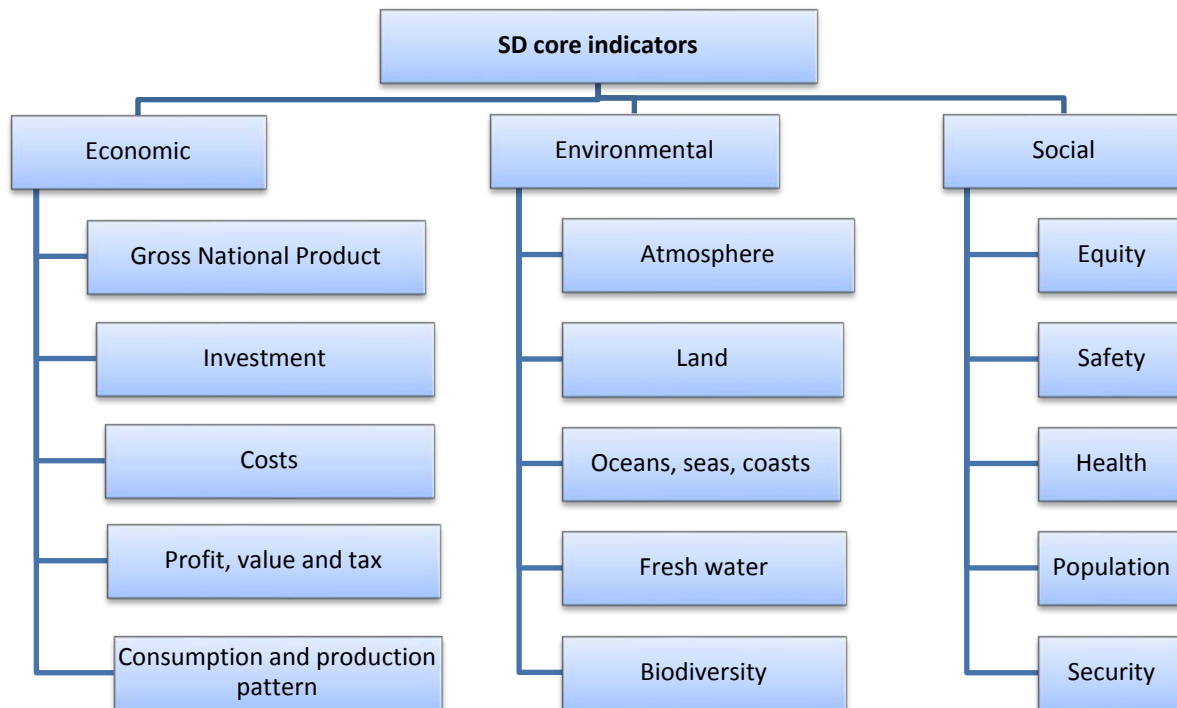 SD core indicators
Economic
Environmental
Social
Gross National Product
Atmosphere
Equity
Investment
Land
Safety
Costs
Oceans, seas, coasts
Health
Profit, value and tax
Fresh water
Population
Consumption and production
pattern
Biodiversity
Security